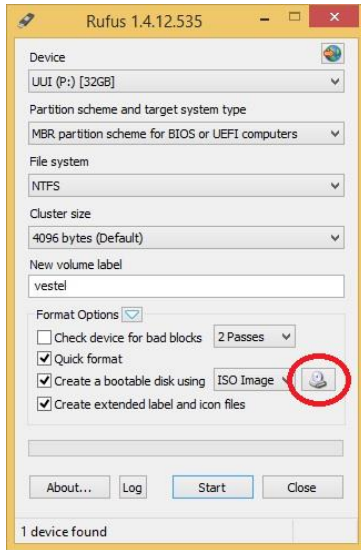 Rufus 1.4.12.535
Device
UUI (P:) [32GB]
Partition scheme and target system type
MBR partition scheme for BIOS or UEFI computers
File system
NTFS
Cluster size
4096 bytes (Default)
New volume label
vestel
Format Options
Check device for bad blocks 2 Passes
Quick format
Create a bootable disk using ISO Image
Create extended label and icon files
About... Log Start Close
1 device found